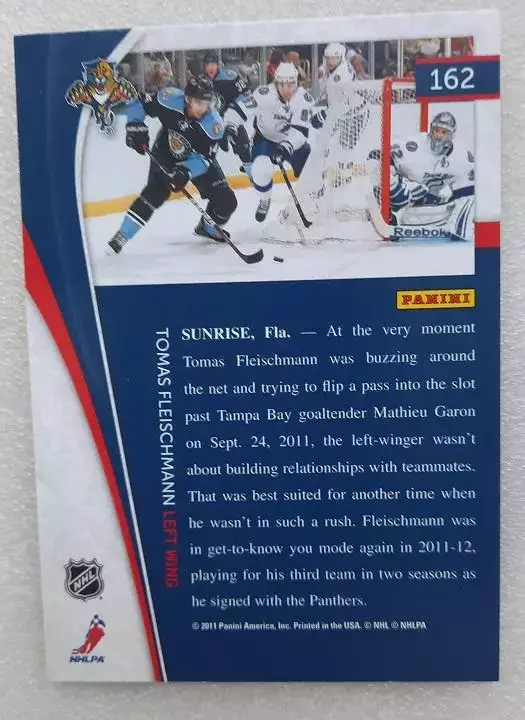 162
Reebok
PANINI
SUNRISE, Fla. — At the very moment
Tomas Fleischmann was buzzing around
the net and trying to flip a pass into the slot
past Tampa Bay goaltender Mathieu Garon
on Sept. 24, 2011, the left-winger wasn't
about building relationships with teammates.
That was best suited for another time when
he wasn't in such a rush. Fleischmann was
in get-to-know you mode again in 2011-12,
playing for his third team in two seasons as
he signed with the Panthers.
TOMAS FLEISCHMANN LEFT WING
NHL
NHLPA
© 2011 Panini America, Inc. Printed in the USA. © NHL © NHLPA